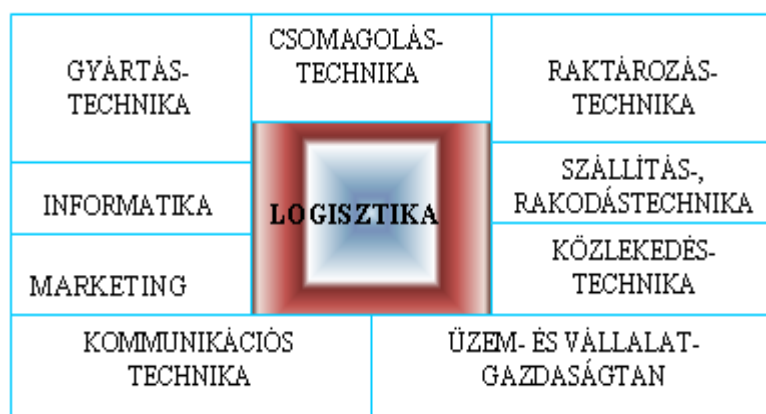 GYÁRTÁS-
TECHNIKA
CSOMAGOLÁS-
TECHNIKA
RAKTÁROZÁS-
TECHNIKA
INFORMATIKA
LOGISZTIKA
SZÁLLÍTÁS-,
RAKODÁSTECHNIKA
MARKETING
KÖZLEKEDÉS-
TECHNIKA
KOMMUNIKÁCIÓS
TECHNIKA
ÜZEM- ÉS VÁLLALAT-
GAZDASÁGTAN